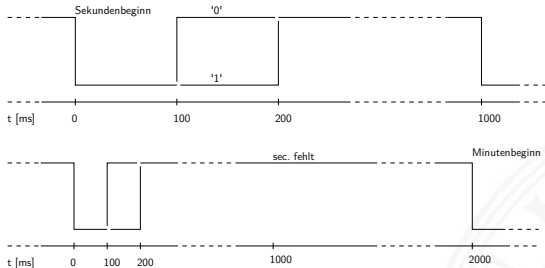 Sekundenbeginn '0'
'1'
t [ms] 0 100 200 1000
sec. fehlt Minutenbeginn
t [ms] 0 100 200 1000 2000